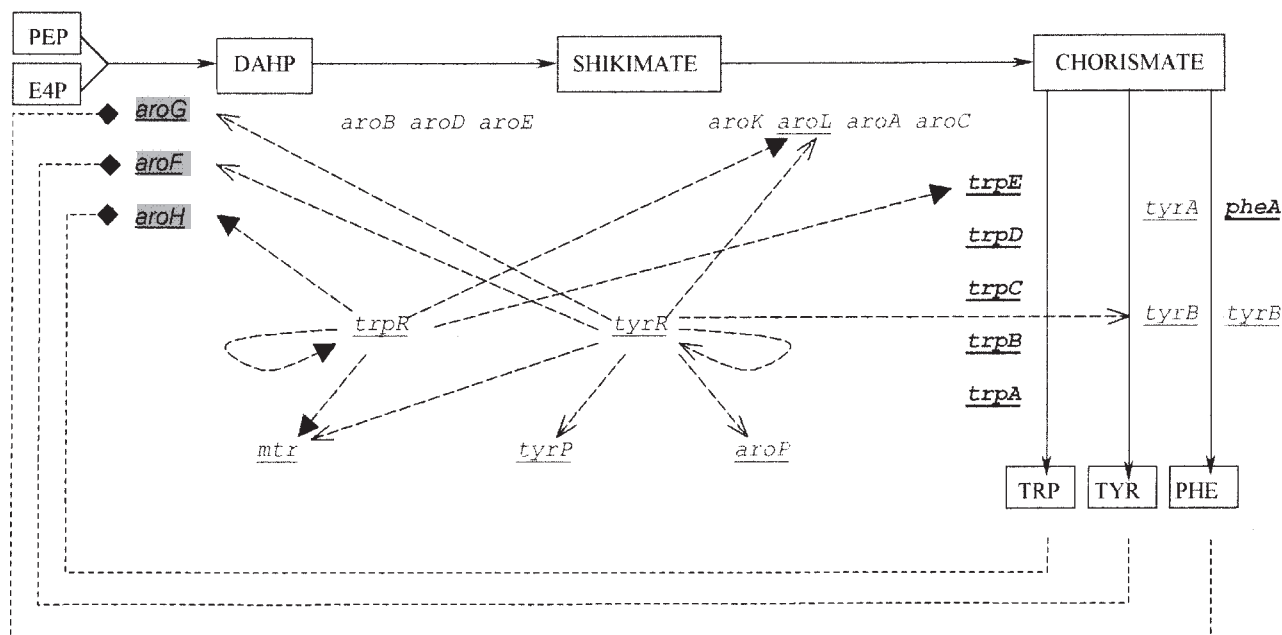 PEP
E4P
DAHP
SHIKIMATE
CHORISMATE
aroG
aroF
aroH
aroB aroD aroE
aroK aroL aroA aroC
trpE
trpD
trpC
trpB
trpA
tyrA pheA
tyrB tyrB
trpR
tyrR
mtr
tyrP
aroP
TRP
TYR
PHE